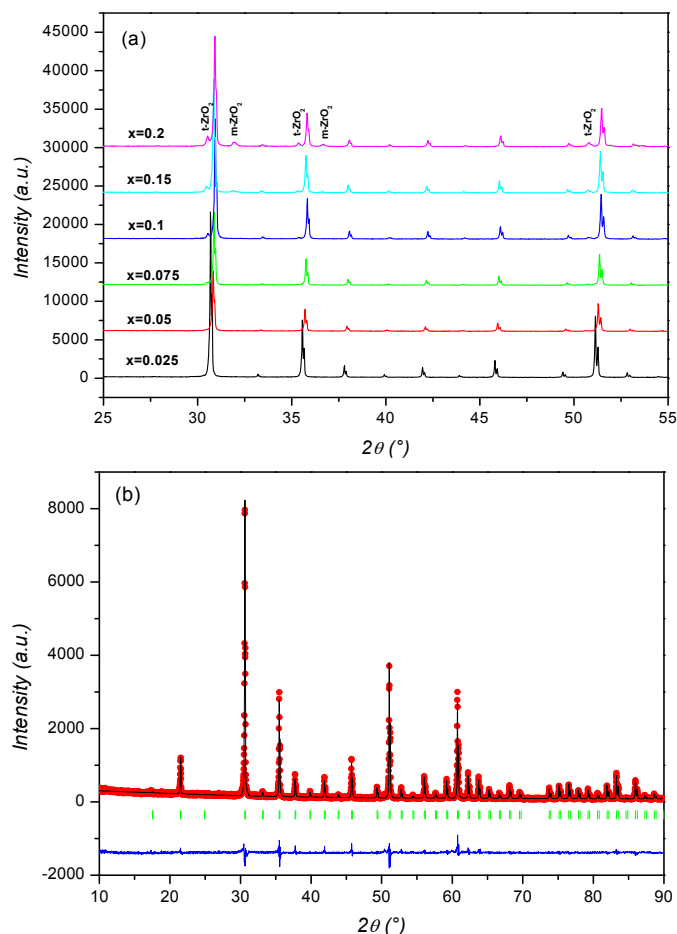 (a)
45000
40000
35000
30000
25000
20000
15000
10000
5000
0
Intensity (a.u.)
t-ZrO2
m-ZrO2
t-ZrO2
m-ZrO2
t-ZrO2
x=0.2
x=0.15
x=0.1
x=0.075
x=0.05
x=0.025
25 30 35 40 45 50 55
2θ (°)
(b)
8000
6000
4000
2000
0
-2000
Intensity (a.u.)
10 20 30 40 50 60 70 80 90
2θ (°)